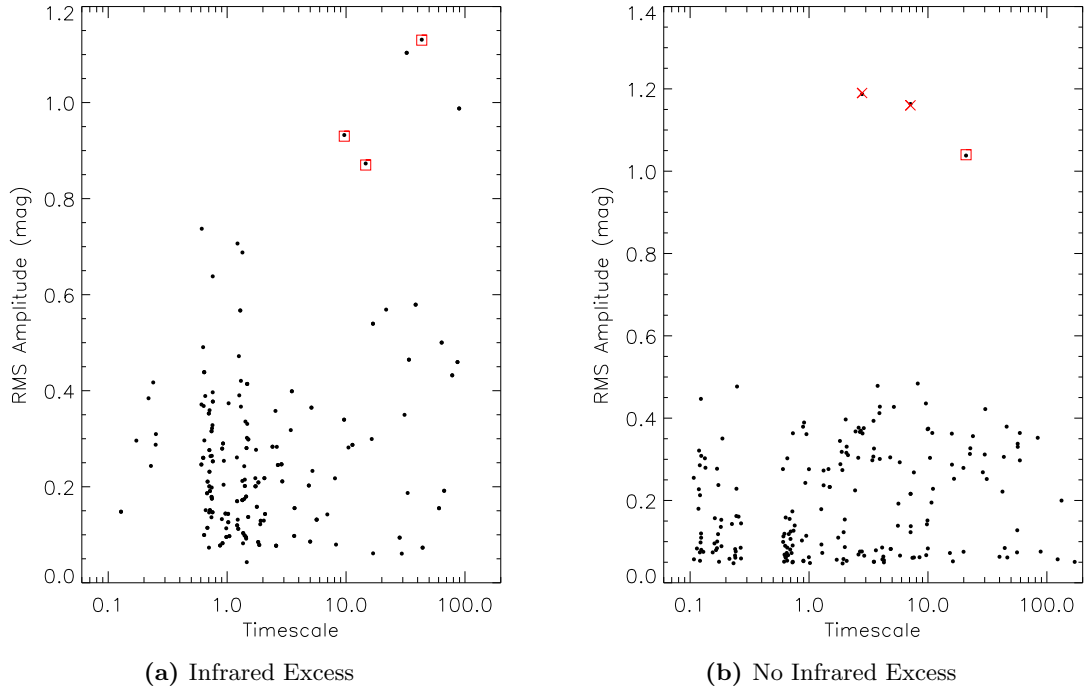 1.2
1.0
0.8
0.6
0.4
0.2
0.0
RMS Amplitude (mag)
0.1 1.0 10.0 100.0
Timescale
(a) Infrared Excess
1.4
1.2
1.0
0.8
0.6
0.4
0.2
0.0
RMS Amplitude (mag)
0.1 1.0 10.0 100.0
Timescale
(b) No Infrared Excess